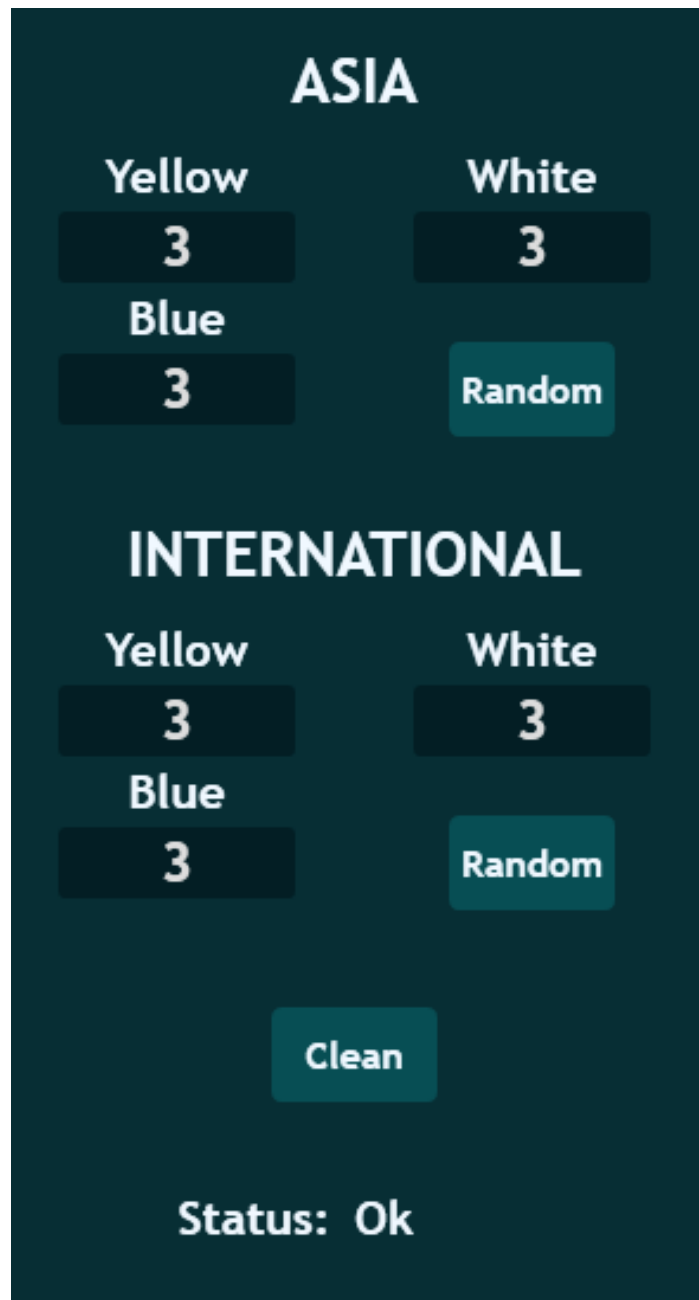 ASIA
Yellow White
3 3
Blue
3 Random
INTERNATIONAL
Yellow White
3 3
Blue
3 Random
Clean
Status: Ok